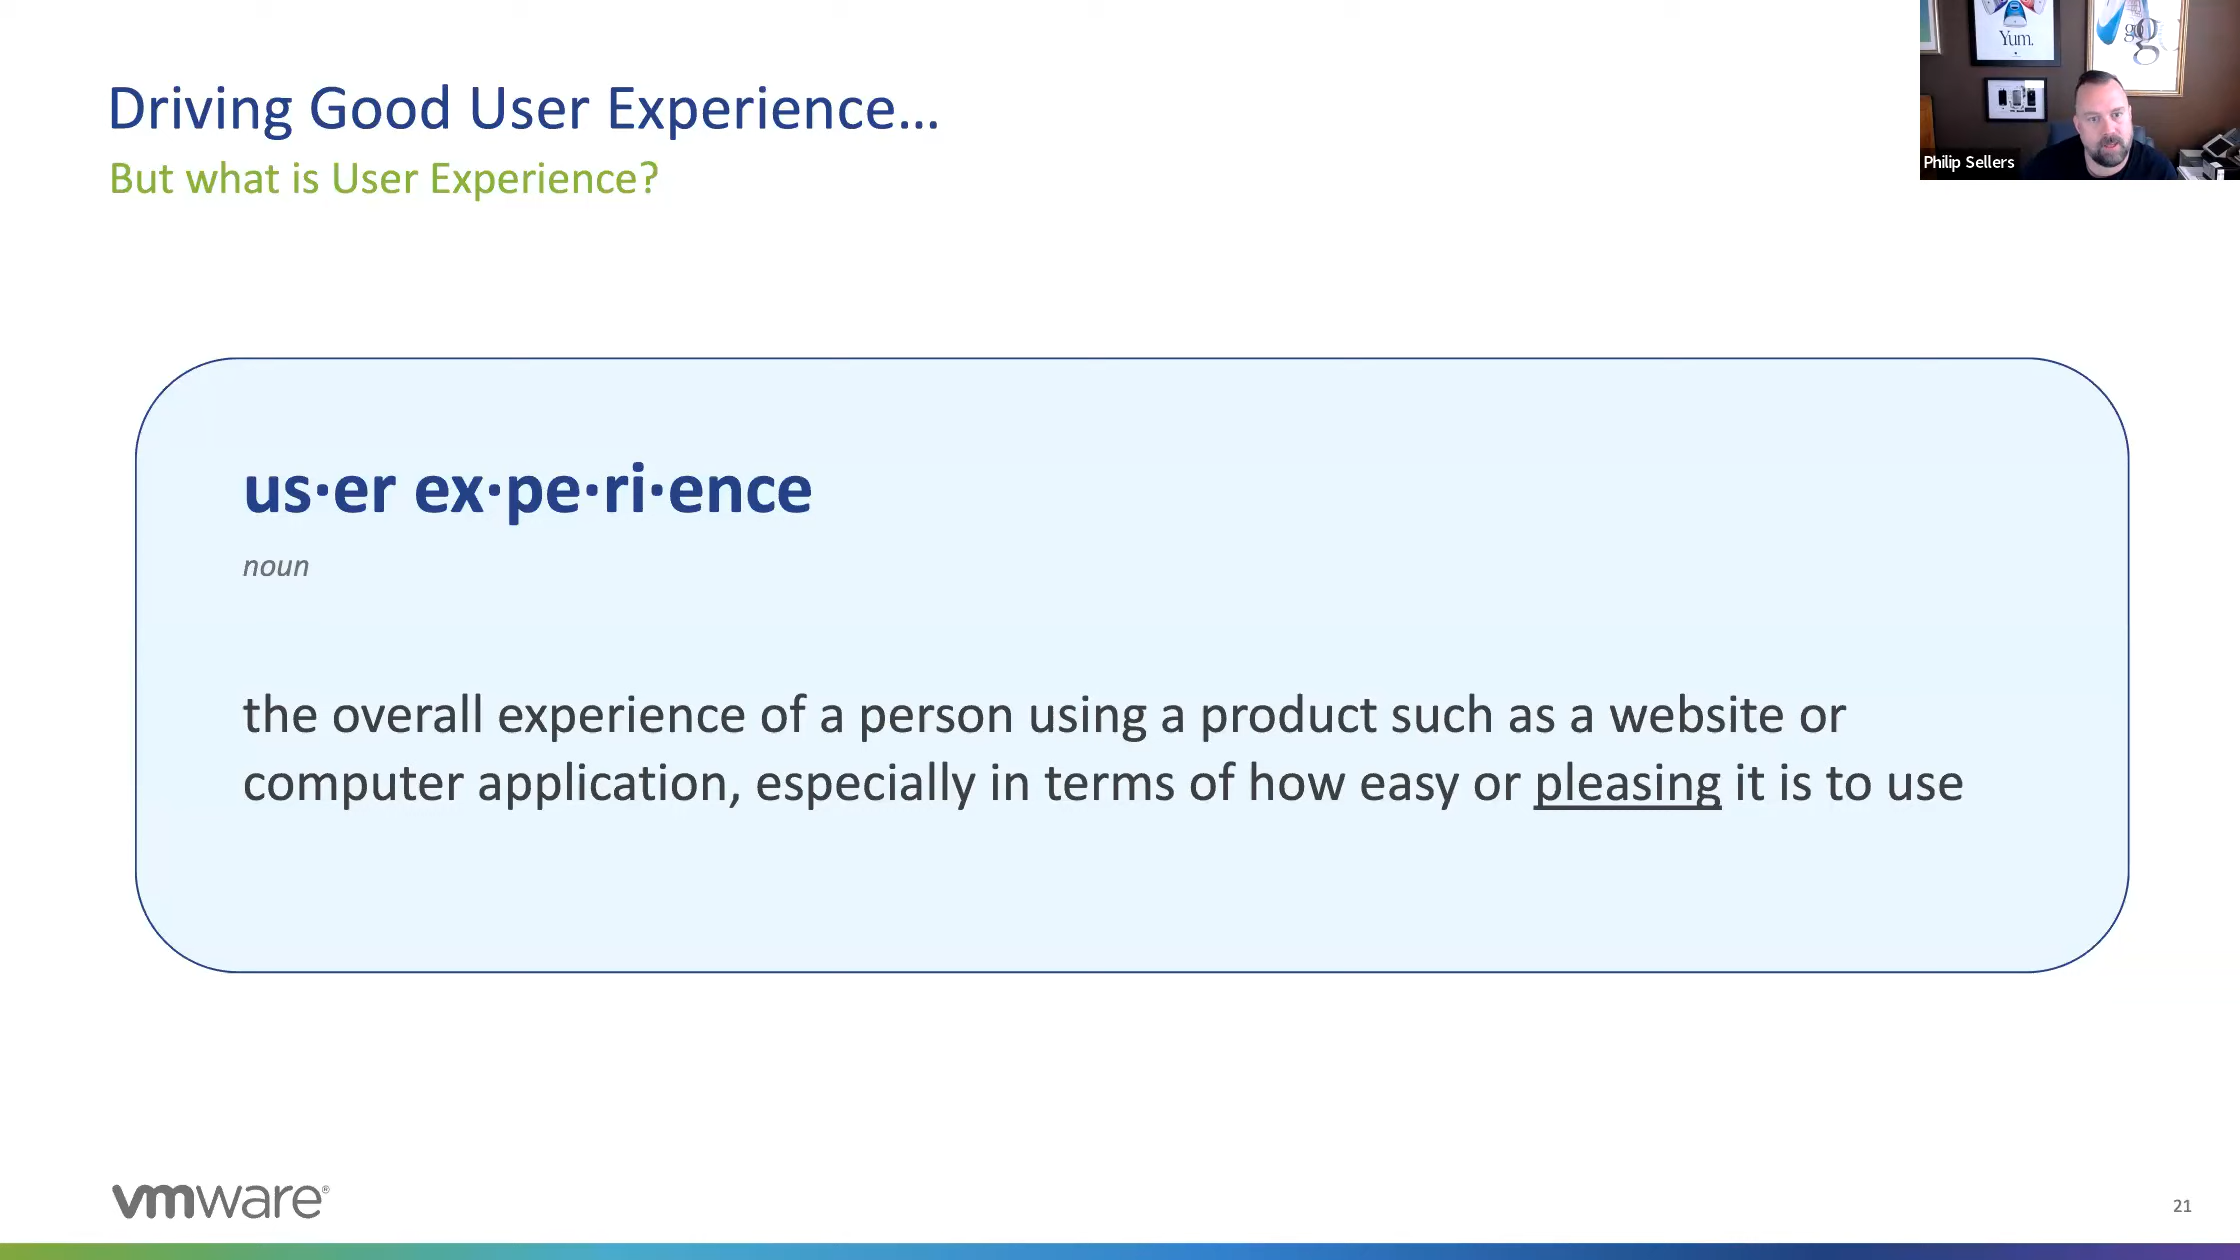 Driving Good User Experience...
But what is User Experience?
Yum.
Philip Sellers
us·er ex·pe·ri·ence
noun
the overall experience of a person using a product such as a website or
computer application, especially in terms of how easy or pleasing it is to use
vmware®
21